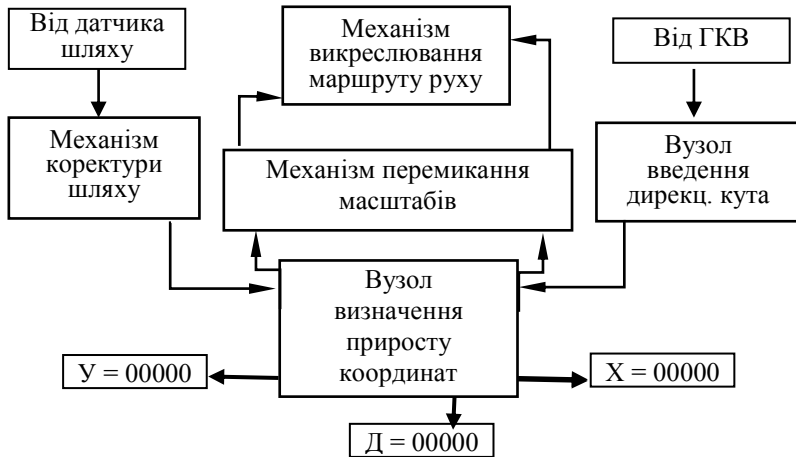 Від датчика
шляху
Механізм
викреслювання
маршруту руху
Від ГКВ
Механізм
коректури
шляху
Механізм перемикання
масштабів
Вузол
введення
дирекц. кута
Вузол
визначення
приросту
координат
У = 00000
Х = 00000
Д = 00000